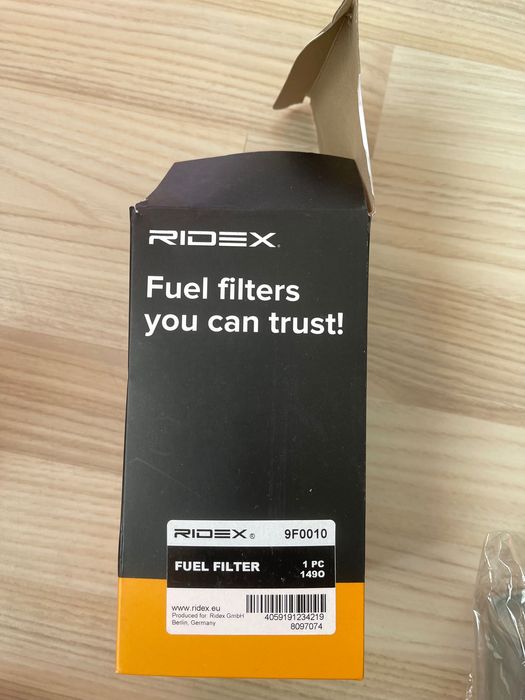 RIDEX
Fuel filters
you can trust!
RIDEX ® 9F0010
FUEL FILTER 1 PC
149O
www.ridex.eu
Produced for: Ridex GmbH 4059191234219
Berlin, Germany 8097074